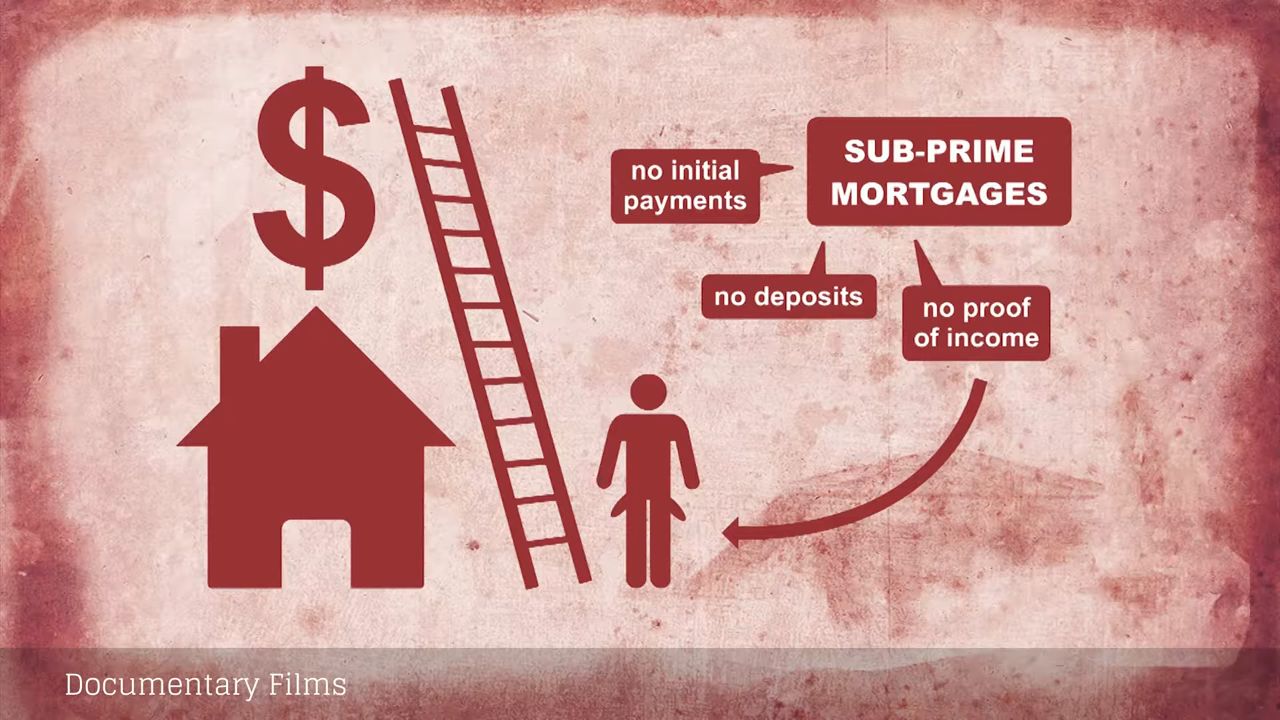 $
SUB-PRIME
MORTGAGES
no initial
payments
no deposits
no proof
of income
Documentary Films